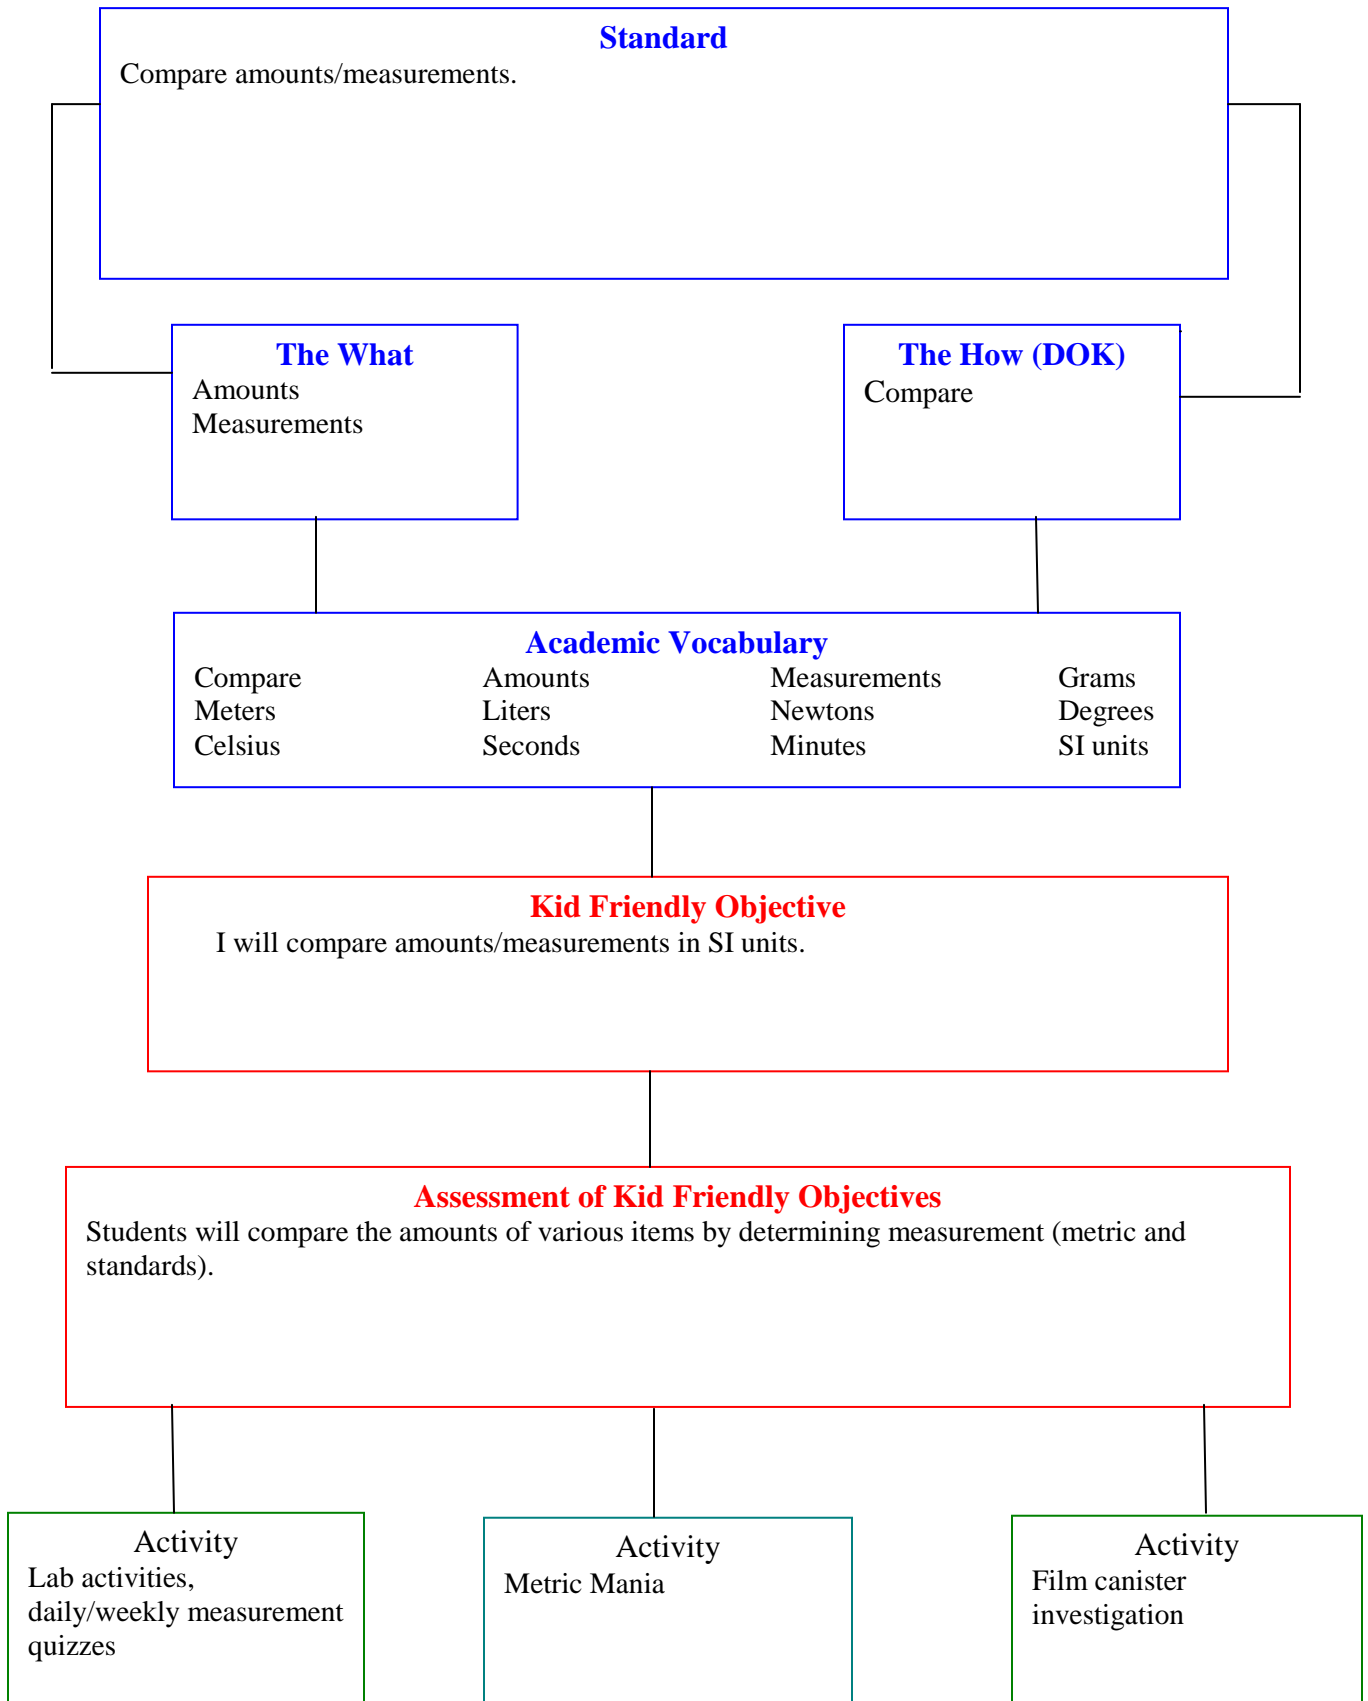 Standard
Compare amounts/measurements.
The What
Amounts
Measurements
The How (DOK)
Compare
Academic Vocabulary
Compare Amounts Measurements Grams
Meters Liters Newtons Degrees
Celsius Seconds Minutes SI units
Kid Friendly Objective
I will compare amounts/measurements in SI units.
Assessment of Kid Friendly Objectives
Students will compare the amounts of various items by determining measurement (metric and
standards).
Activity
Lab activities,
daily/weekly measurement
quizzes
Activity
Metric Mania
Activity
Film canister
investigation